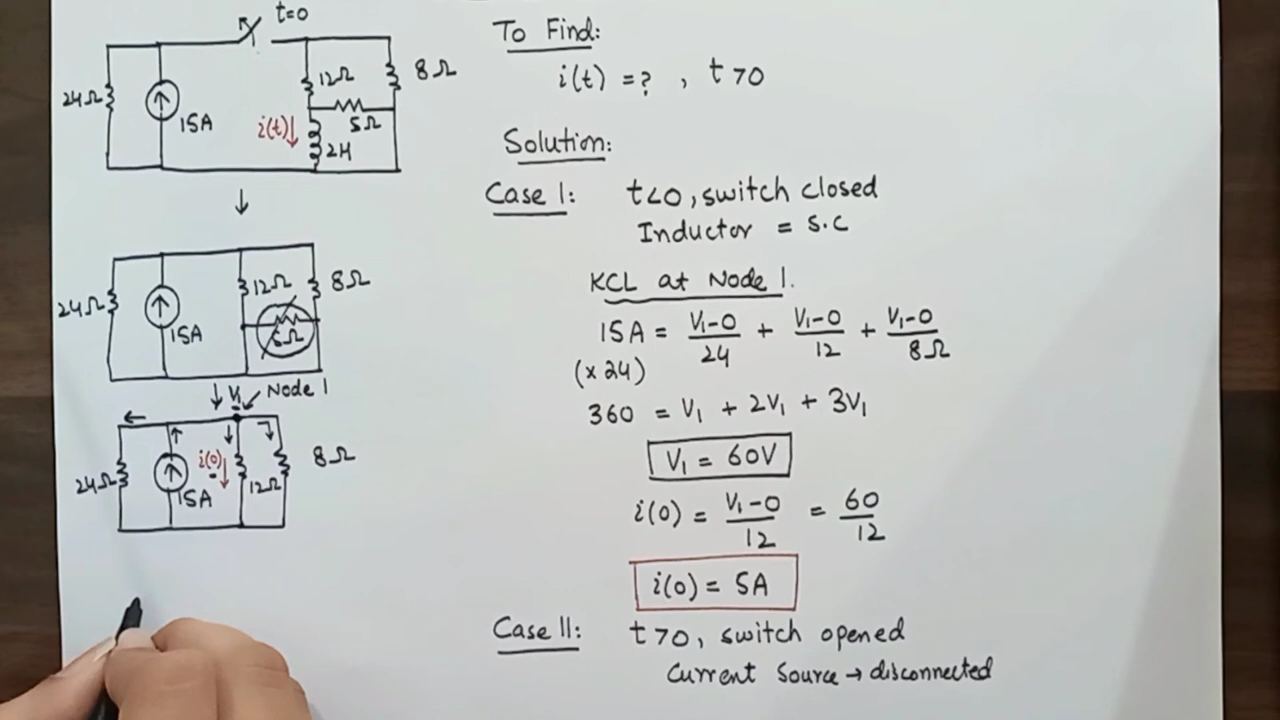 t=0
24Ω
15A
12Ω
8Ω
5Ω
i(t)
2H
24Ω
15A
12Ω
8Ω
5Ω
V₁
Node 1
24Ω
15A
i(0)
12Ω
8Ω
To Find:
i(t) = ? , t>0
Solution:
Case I: t<0, switch closed
Inductor = S.C
KCL at Node 1.
15A = V₁-0/24 + V₁-0/12 + V₁-0/8Ω
(x 24)
360 = V₁ + 2V₁ + 3V₁
V₁ = 60V
i(0) = V₁-0/12 = 60/12
i(0) = 5A
Case II: t>0, switch opened
Current Source → disconnected